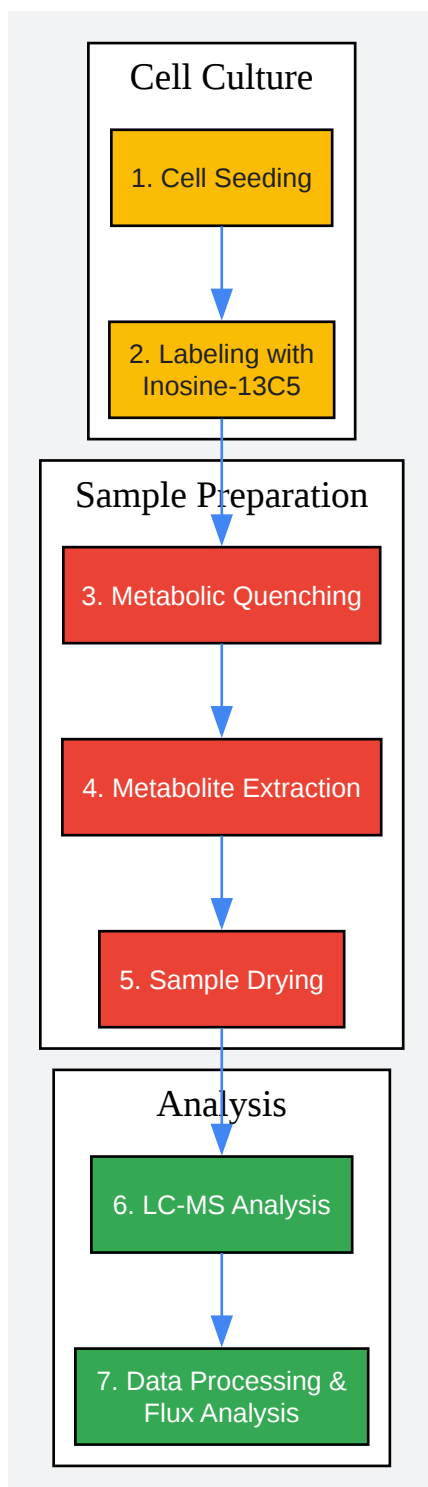 Cell Culture
1. Cell Seeding
2. Labeling with
Inosine-13C5
Sample Preparation
3. Metabolic Quenching
4. Metabolite Extraction
5. Sample Drying
Analysis
6. LC-MS Analysis
7. Data Processing &
Flux Analysis